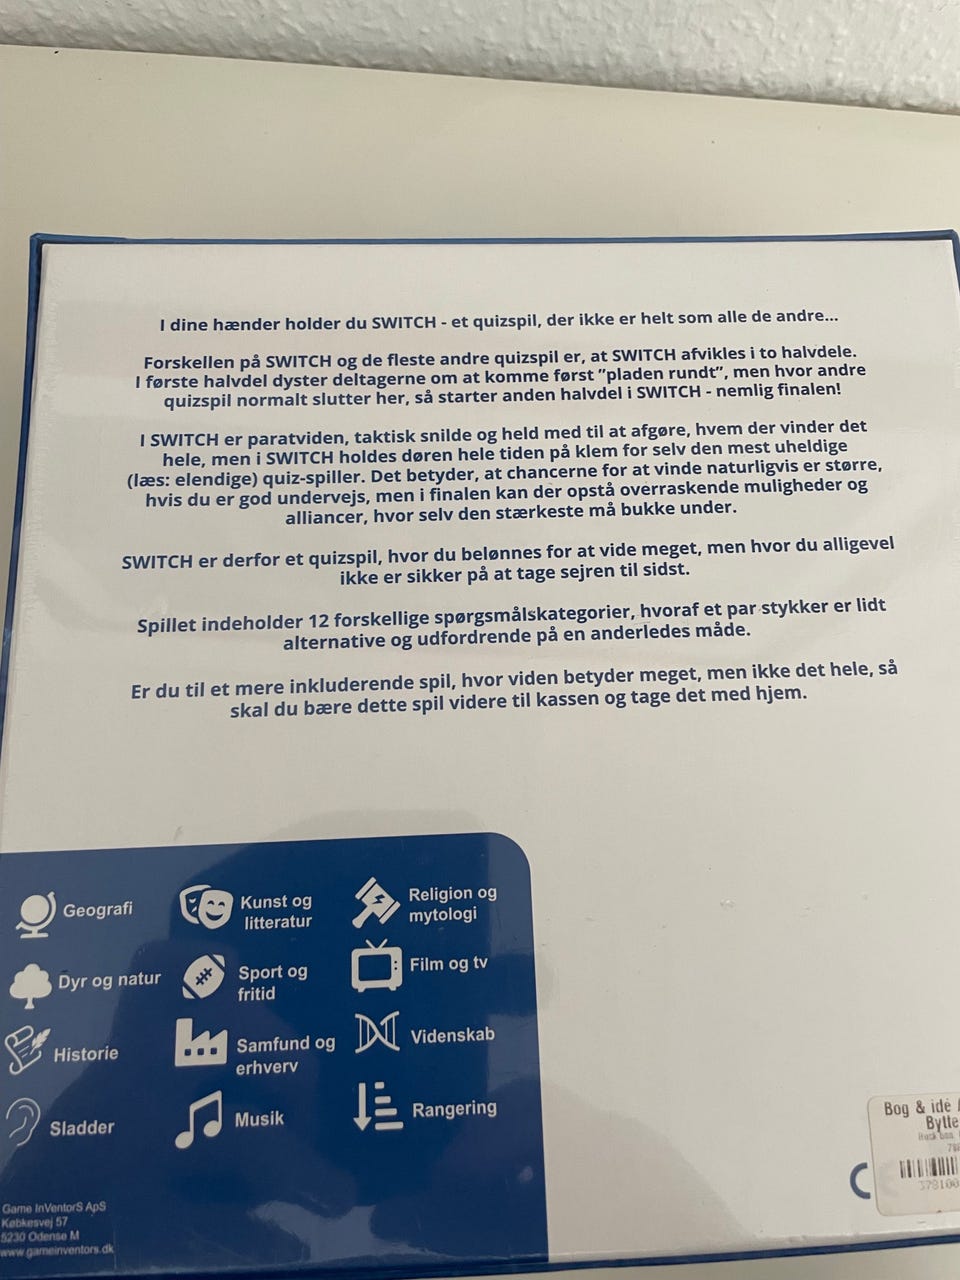 I dine hænder holder du SWITCH - et quizspil, der ikke er helt som alle de andre...
Forskellen på SWITCH og de fleste andre quizspil er, at SWITCH afvikles i to halvdele.
I første halvdel dyster deltagerne om at komme først ”pladen rundt”, men hvor andre
quizspil normalt slutter her, så starter anden halvdel i SWITCH - nemlig finalen!
I SWITCH er paratviden, taktisk snilde og held med til at afgøre, hvem der vinder det
hele, men i SWITCH holdes døren hele tiden på klem for selv den mest uheldige
(læs: elendige) quiz-spiller. Det betyder, at chancerne for at vinde naturligvis er større,
hvis du er god undervejs, men i finalen kan der opstå overraskende muligheder og
alliancer, hvor selv den stærkeste må bukke under.
SWITCH er derfor et quizspil, hvor du belønnes for at vide meget, men hvor du alligevel
ikke er sikker på at tage sejren til sidst.
Spillet indeholder 12 forskellige spørgsmålskategorier, hvoraf et par stykker er lidt
alternative og udfordrende på en anderledes måde.
Er du til et mere inkluderende spil, hvor viden betyder meget, men ikke det hele, så
skal du bære dette spil videre til kassen og tage det med hjem.
Geografi
Kunst og
litteratur
Religion og
mytologi
Dyr og natur
Sport og
fritid
Film og tv
Historie
Samfund og
erhverv
Videnskab
Sladder
Musik
Rangering
Game InVentorS ApS
Købkesvej 57
5230 Odense M
www.gameinventors.dk
Bog & idé
Bytte